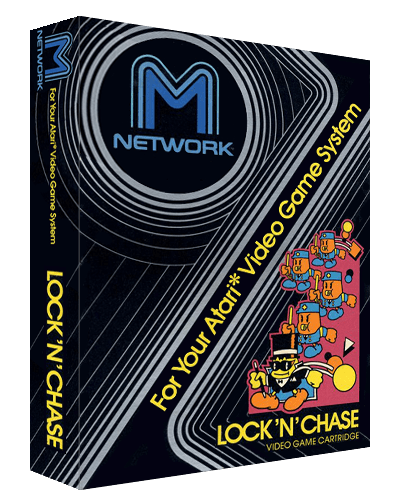 M
NETWORK
For Your Atari* Video Game System
LOCK 'N' CHASE
M
NETWORK
For Your Atari* Video Game System
LOCK 'N' CHASE
VIDEO GAME CARTRIDGE